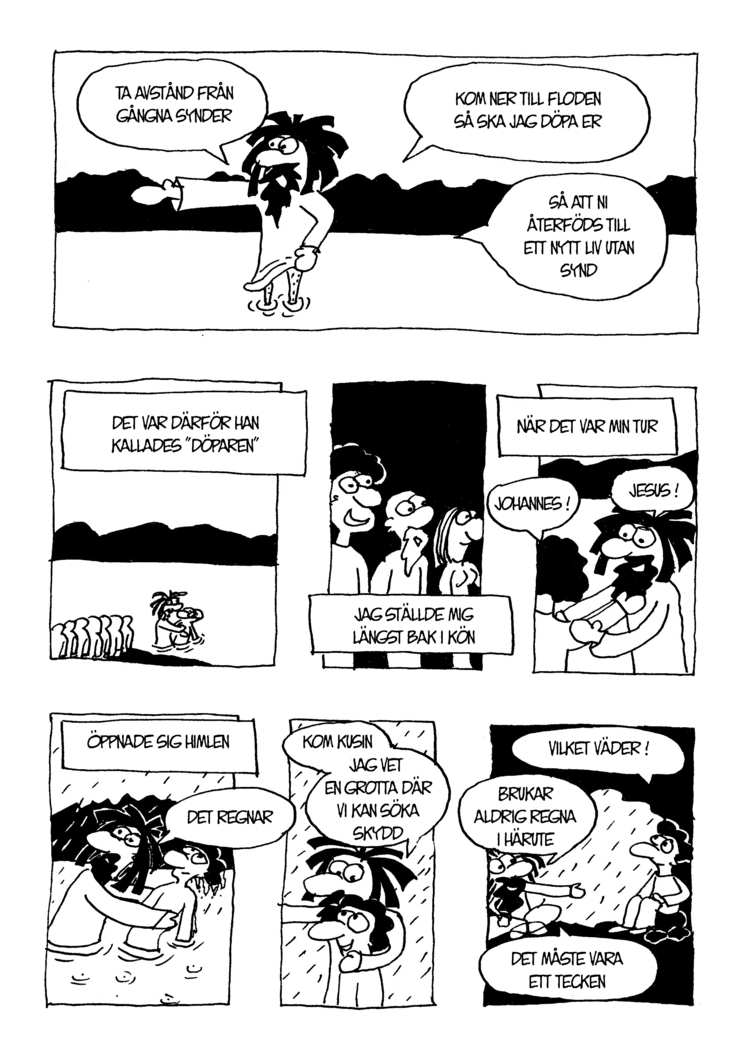 TA AVSTÅND FRÅN
GÅNGNA SYNDER
KOM NER TILL FLODEN
SÅ SKA JAG DÖPA ER
SÅ ATT NI
ÅTERFÖDS TILL
ETT NYTT LIV UTAN
SYND
DET VAR DÄRFÖR HAN
KALLADES "DÖPAREN"
JAG STÄLLDE MIG
LÄNGST BAK I KÖN
NÄR DET VAR MIN TUR
JOHANNES !
JESUS !
ÖPPNADE SIG HIMLEN
DET REGNAR
KOM KUSIN
JAG VET
EN GROTTA DÄR
VI KAN SÖKA
SKYDD
VILKET VÄDER !
BRUKAR
ALDRIG REGNA
I HÄRUTE
DET MÅSTE VARA
ETT TECKEN